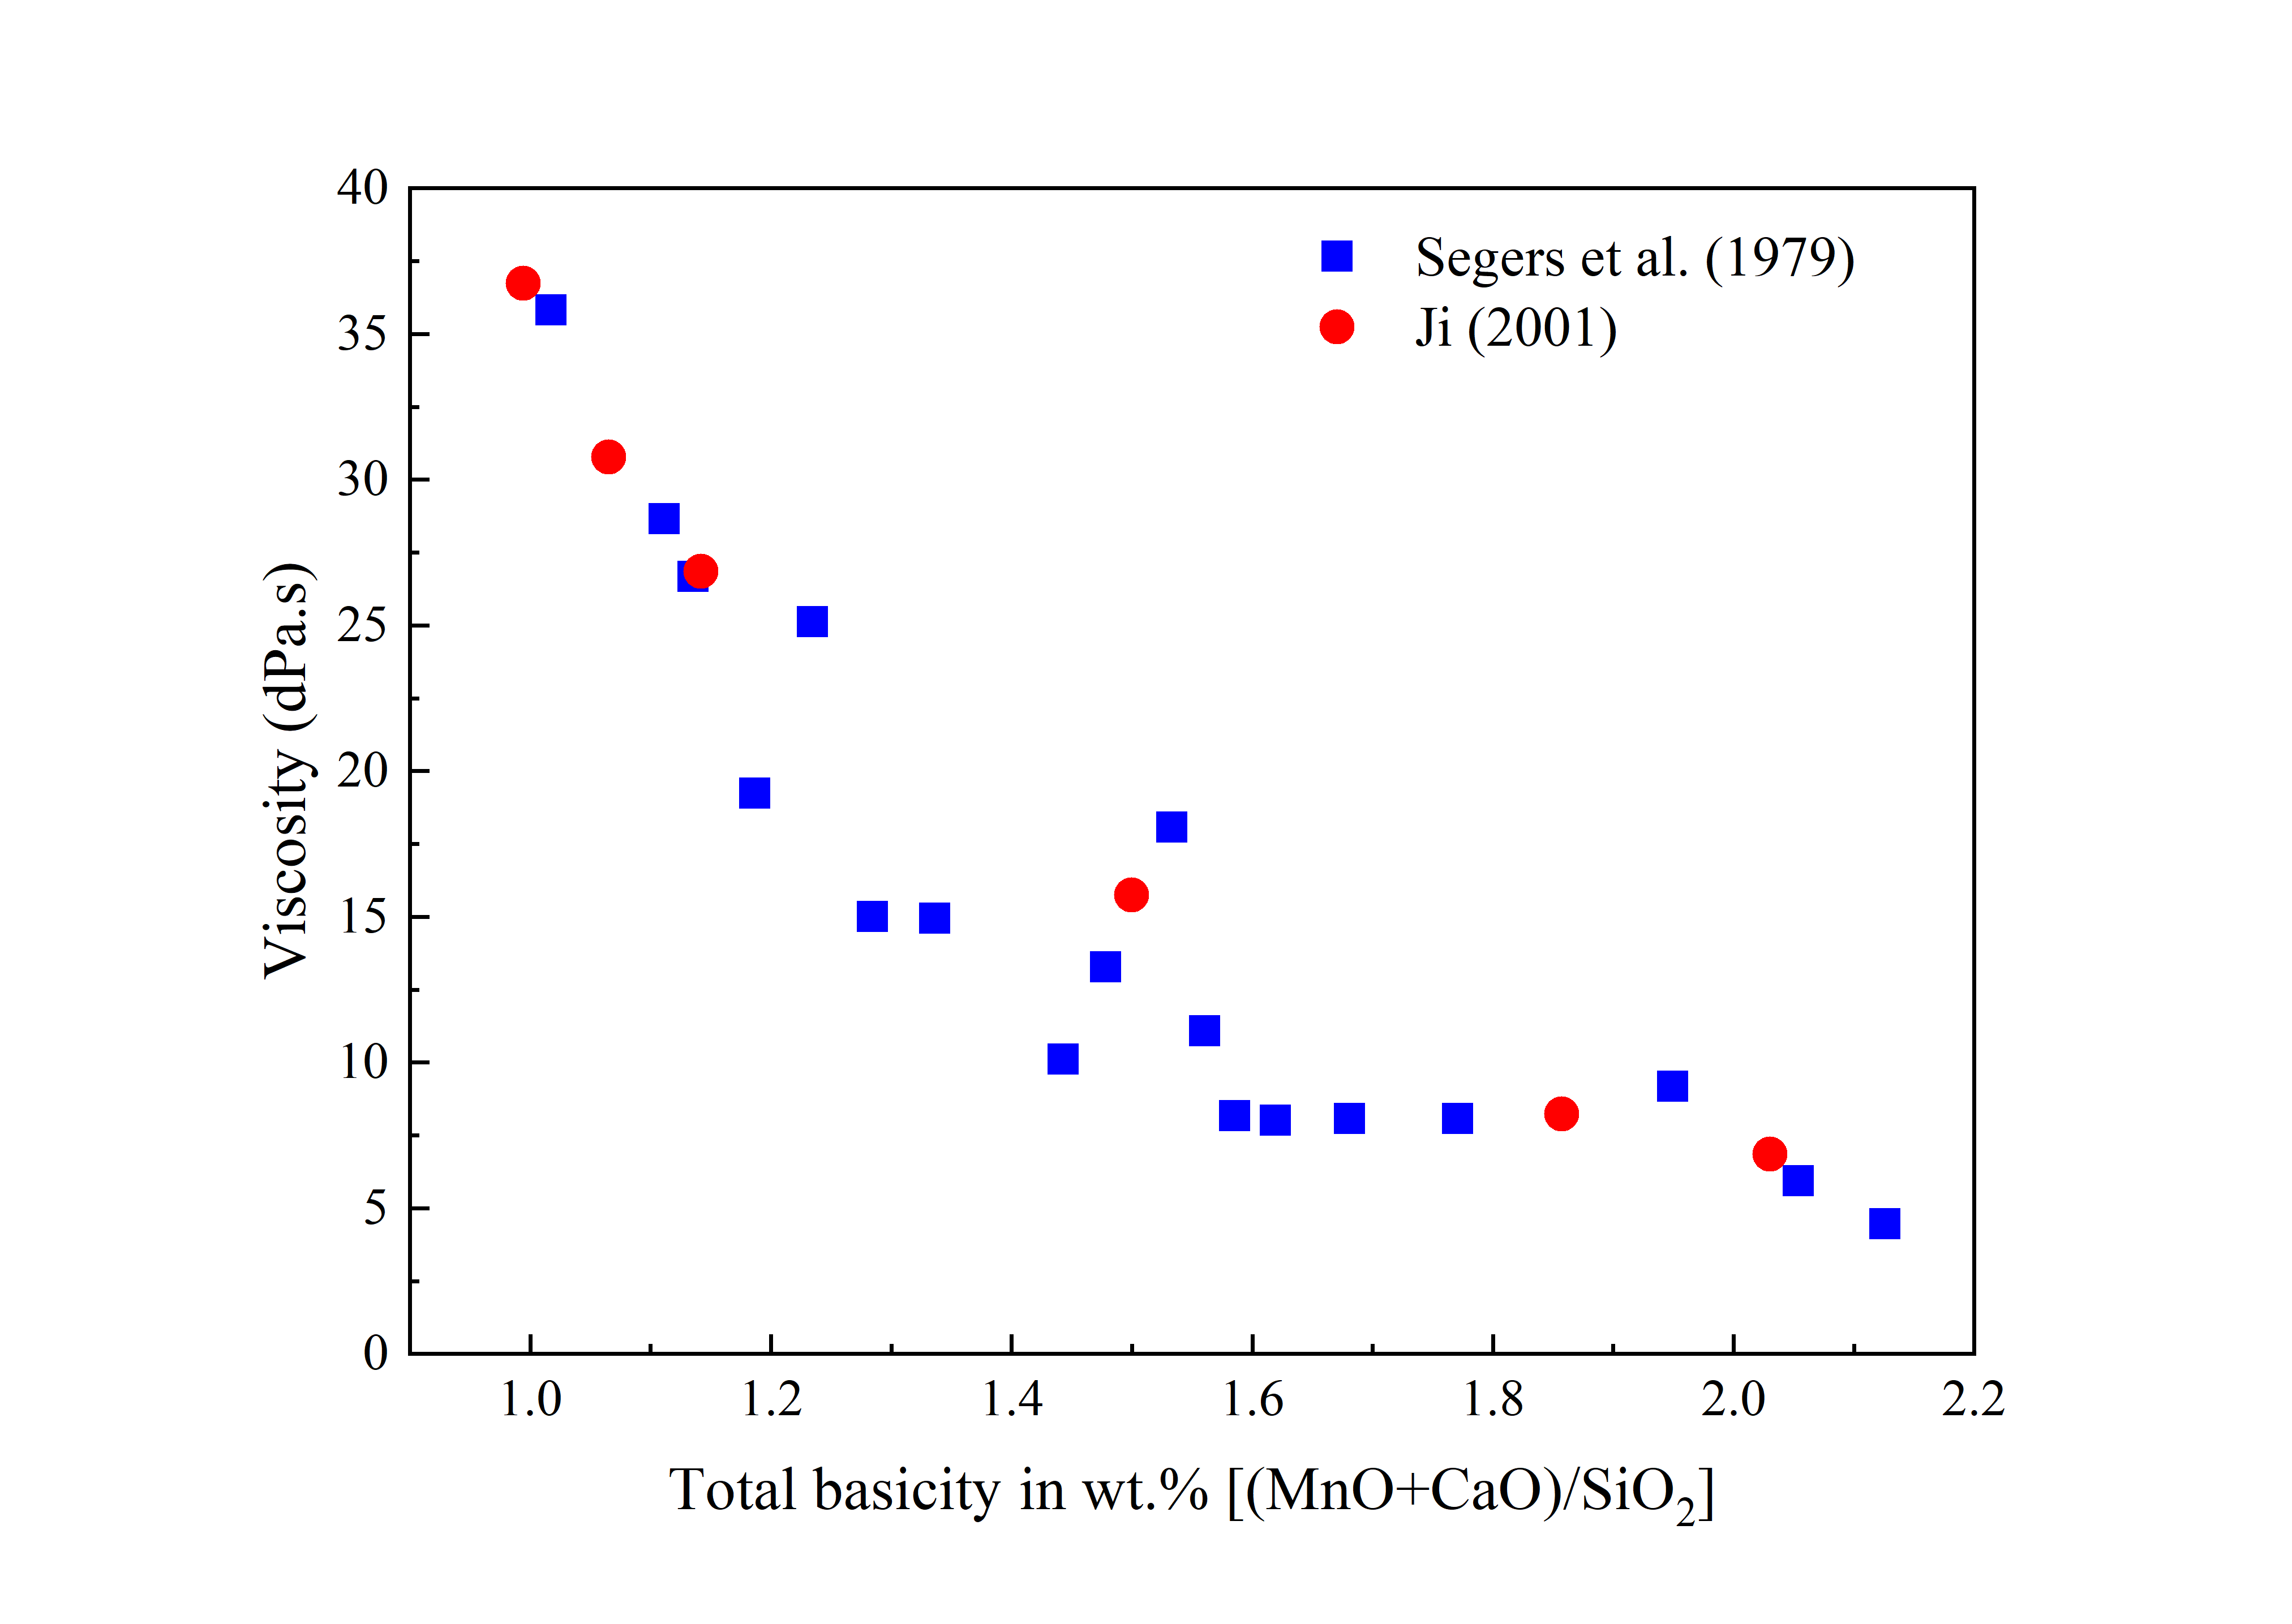 40
35
30
25
20
15
10
5
0
Viscosity (dPa.s)
Segers et al. (1979)
Ji (2001)
1.0 1.2 1.4 1.6 1.8 2.0 2.2
Total basicity in wt.% [(MnO+CaO)/SiO₂]